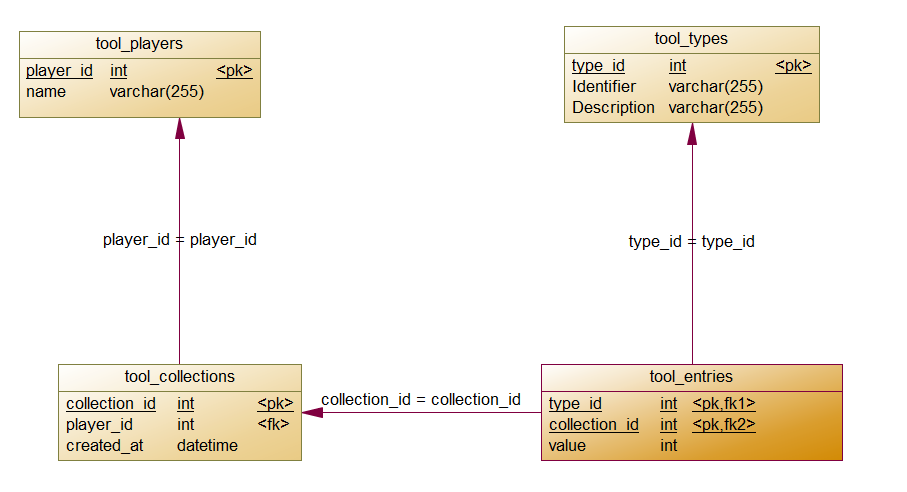 tool_players
player_id int <pk>
name varchar(255)
tool_types
type_id int <pk>
Identifier varchar(255)
Description varchar(255)
player_id = player_id
type_id = type_id
tool_collections
collection_id int <pk>
player_id int <fk>
created_at datetime
collection_id = collection_id
tool_entries
type_id int <pk,fk1>
collection_id int <pk,fk2>
value int